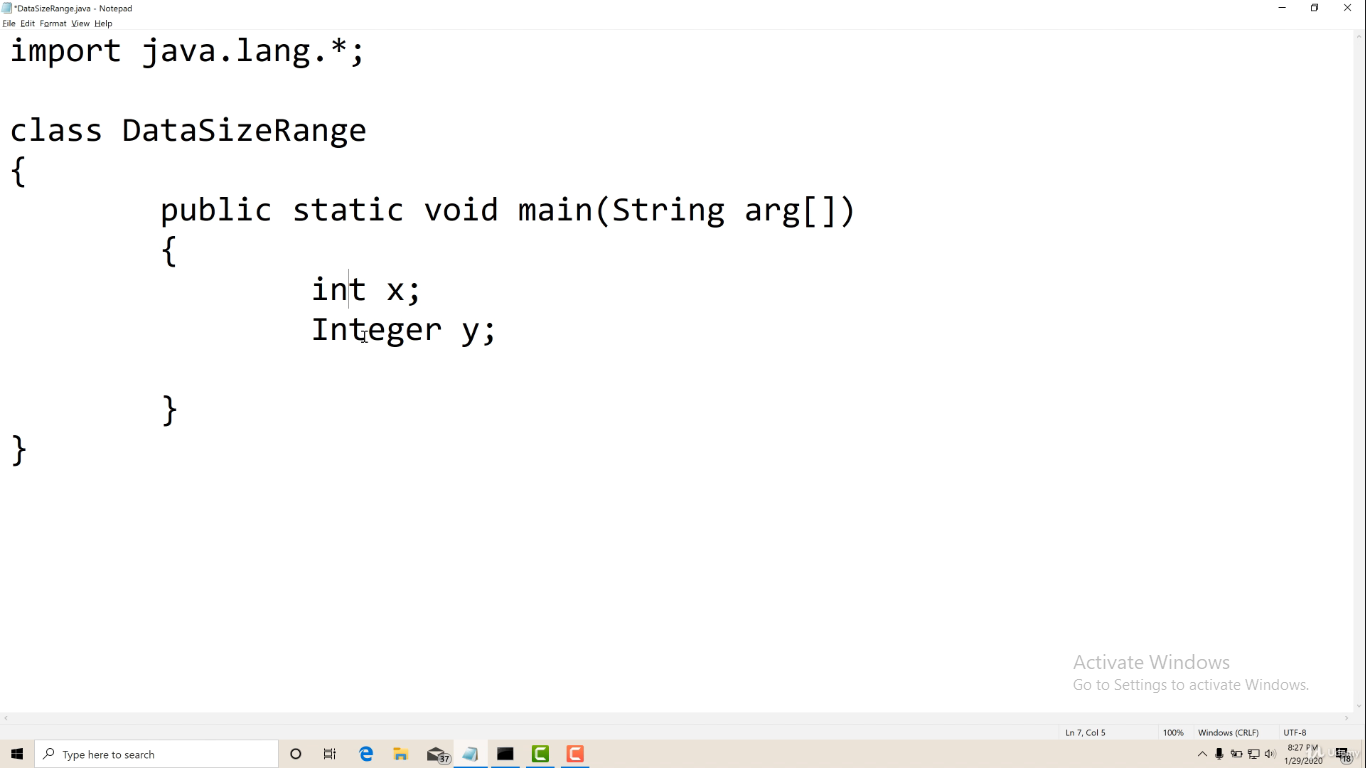 *DataSizeRange.java - Notepad
File Edit Format View Help
import java.lang.*;
class DataSizeRange
{
public static void main(String arg[])
{
int x;
Integer y;
}
}
Activate Windows
Go to Settings to activate Windows.
Ln 7, Col 5 100% Windows (CRLF) UTF-8
Type here to search
37
8:27 PM
1/29/2020
18